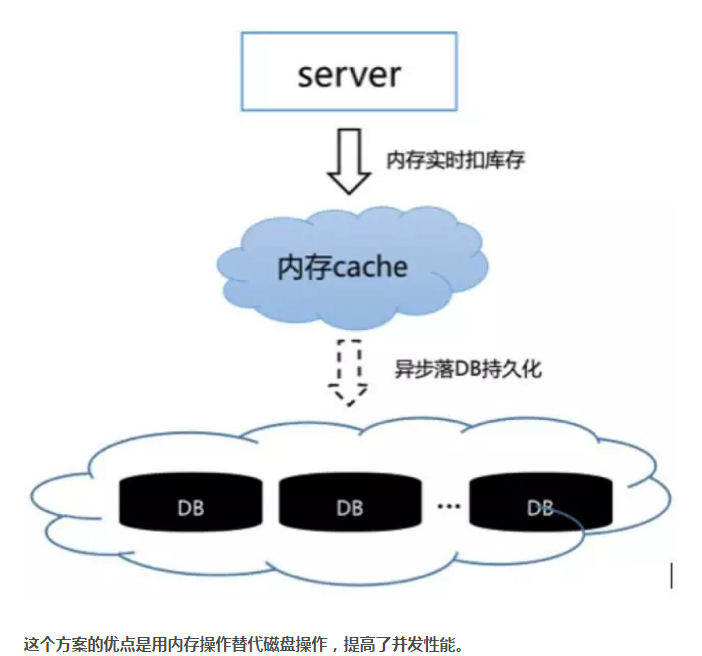 server
内存实时扣库存
内存cache
异步落DB持久化
DB
DB
...
DB
这个方案的优点是用内存操作替代磁盘操作，提高了并发性能。